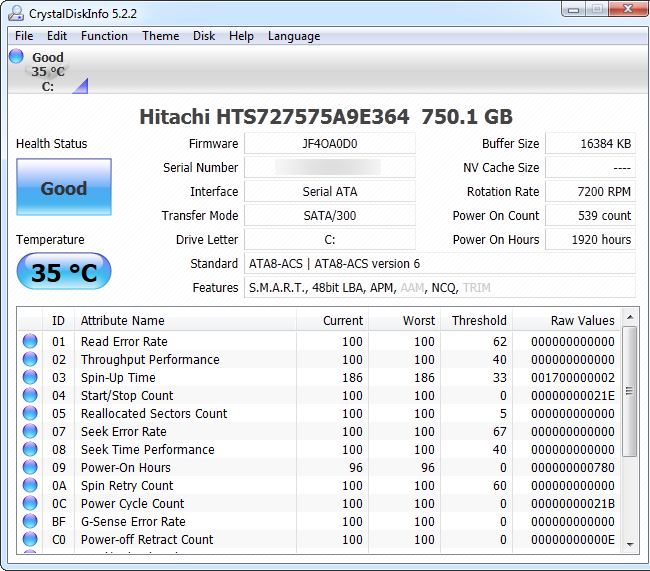 CrystalDiskInfo 5.2.2
File Edit Function Theme Disk Help Language
Good
35 °C
C:
Hitachi HTS727575A9E364 750.1 GB
Health Status
Good
Temperature
35 °C
Firmware JF4OA0D0 Buffer Size 16384 KB
Serial Number NV Cache Size ----
Interface Serial ATA Rotation Rate 7200 RPM
Transfer Mode SATA/300 Power On Count 539 count
Drive Letter C: Power On Hours 1920 hours
Standard ATA8-ACS | ATA8-ACS version 6
Features S.M.A.R.T., 48bit LBA, APM, AAM, NCQ, TRIM
ID Attribute Name Current Worst Threshold Raw Values
01 Read Error Rate 100 100 62 000000000000
02 Throughput Performance 100 100 40 000000000000
03 Spin-Up Time 186 186 33 001700000002
04 Start/Stop Count 100 100 0 00000000021E
05 Reallocated Sectors Count 100 100 5 000000000000
07 Seek Error Rate 100 100 67 000000000000
08 Seek Time Performance 100 100 40 000000000000
09 Power-On Hours 96 96 0 000000000780
0A Spin Retry Count 100 100 60 000000000000
0C Power Cycle Count 100 100 0 00000000021B
BF G-Sense Error Rate 100 100 0 000000000000
C0 Power-off Retract Count 100 100 0 00000000000E